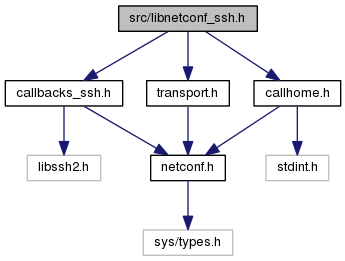 src/libnetconf_ssh.h
callbacks_ssh.h
transport.h
callhome.h
libssh2.h
netconf.h
stdint.h
sys/types.h